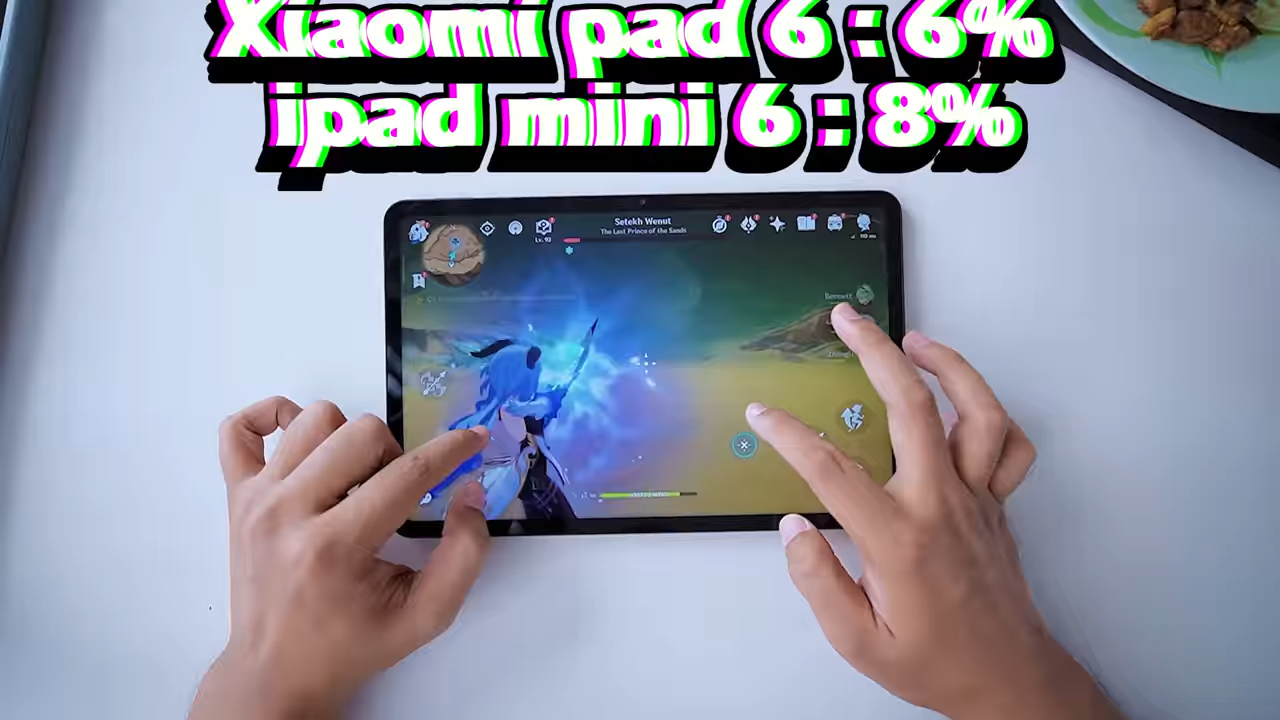 Xiaomi pad 6 : 6%
ipad mini 6 : 8%
Setekh Wenut
The Last Prince of the Sands
Lv. 93
Bennett